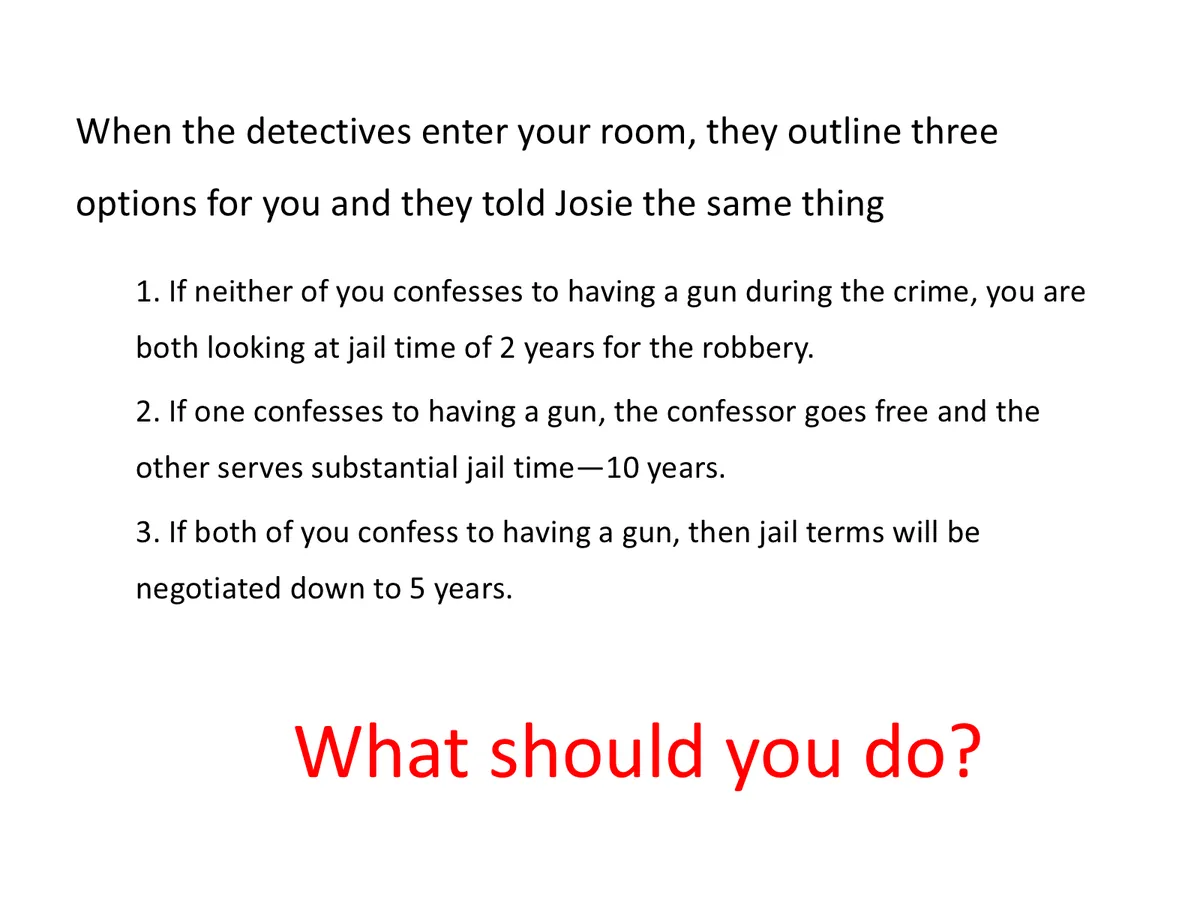 When the detectives enter your room, they outline three
options for you and they told Josie the same thing
1. If neither of you confesses to having a gun during the crime, you are
both looking at jail time of 2 years for the robbery.
2. If one confesses to having a gun, the confessor goes free and the
other serves substantial jail time—10 years.
3. If both of you confess to having a gun, then jail terms will be
negotiated down to 5 years.
What should you do?